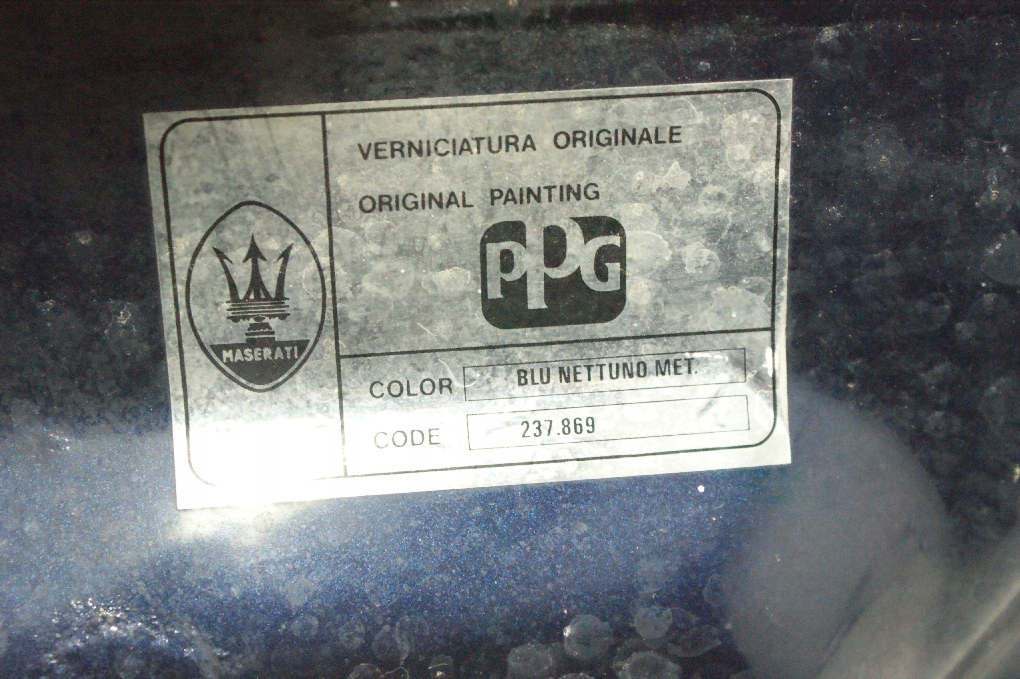 VERNICIATURA ORIGINALE
ORIGINAL PAINTING
PPG
MASERATI
COLOR BLU NETTUNO MET.
CODE 237.869